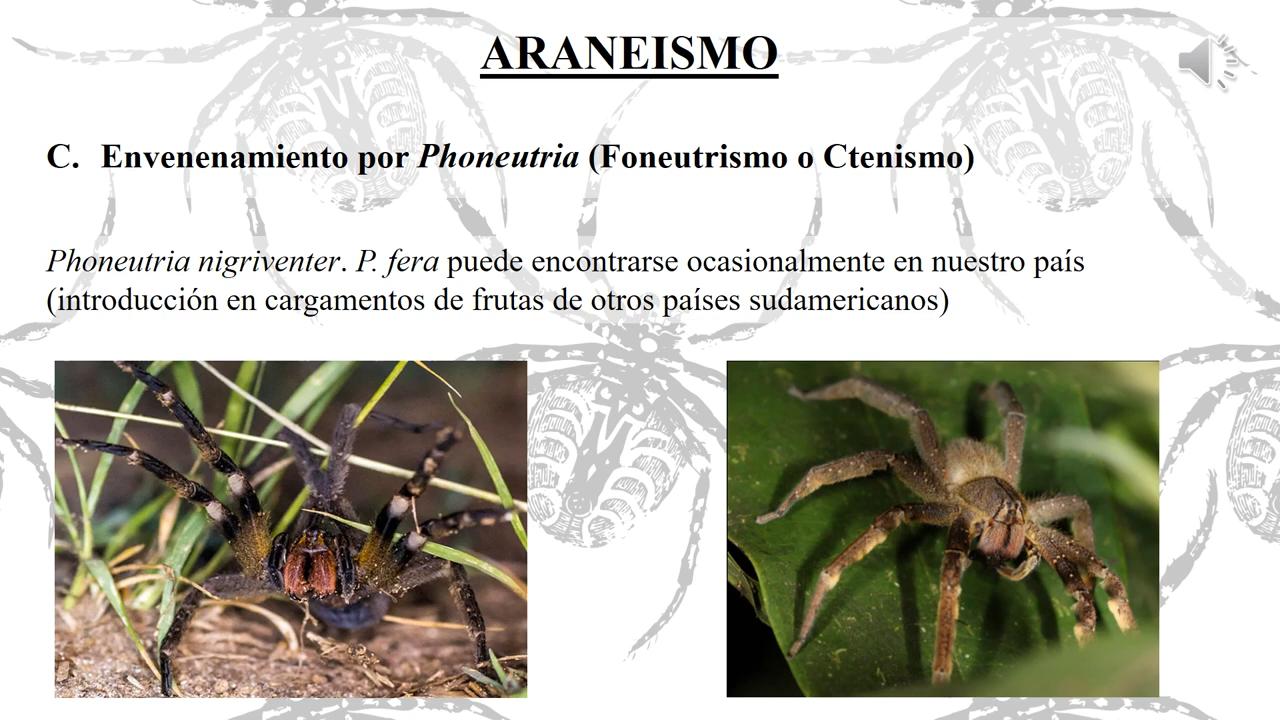 ARANEISMO
C. Envenenamiento por Phoneutria (Foneutrismo o Ctenismo)
Phoneutria nigriventer. P. fera puede encontrarse ocasionalmente en nuestro país
(introducción en cargamentos de frutas de otros países sudamericanos)